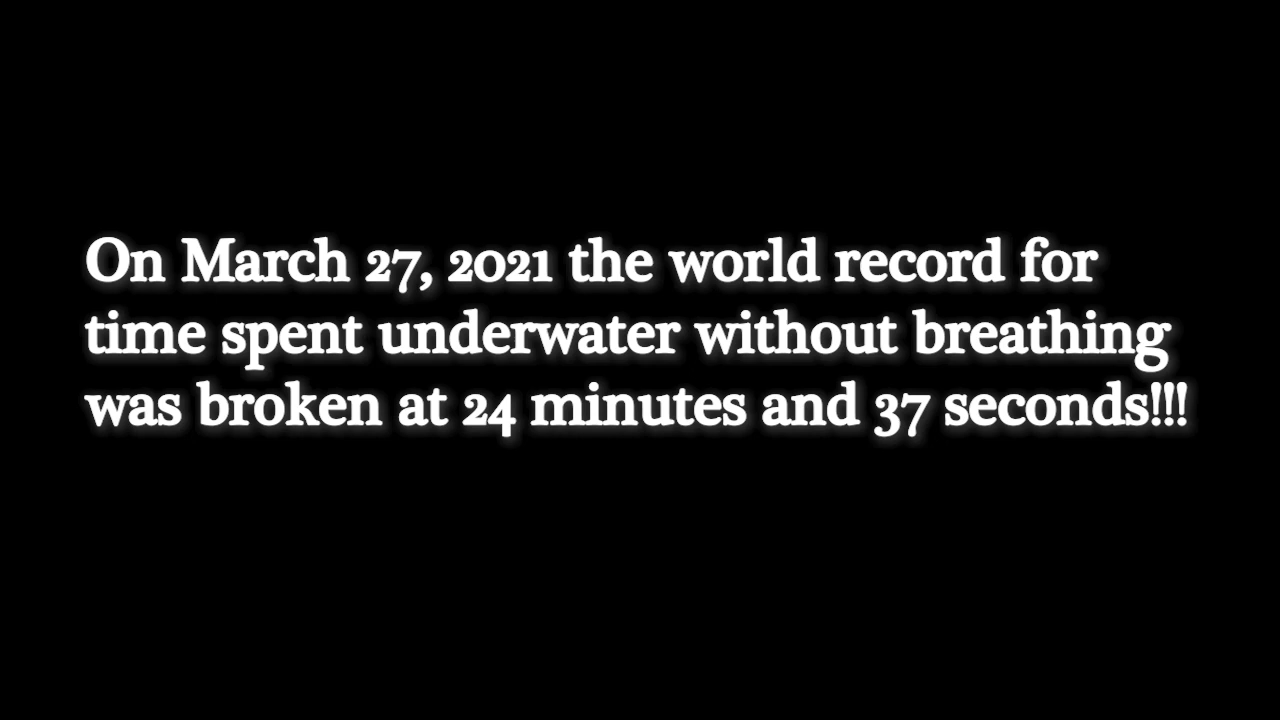 On March 27, 2021 the world record for
time spent underwater without breathing
was broken at 24 minutes and 37 seconds!!!